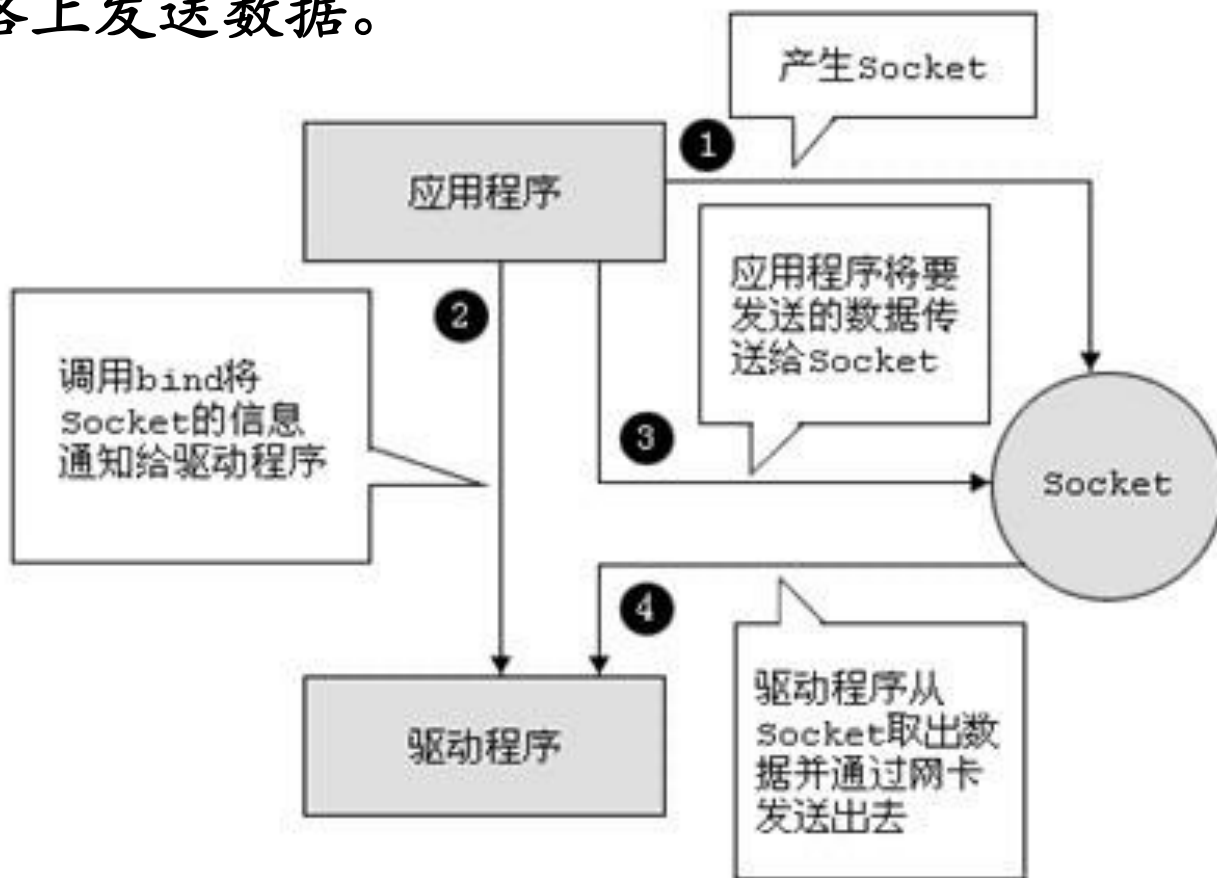 络上发送数据。
产生Socket
1
应用程序
应用程序将要
发送的数据传
送给Socket
2
调用bind将
Socket的信息
通知给驱动程序
3
Socket
4
驱动程序
驱动程序从
Socket取出数
据并通过网卡
发送出去